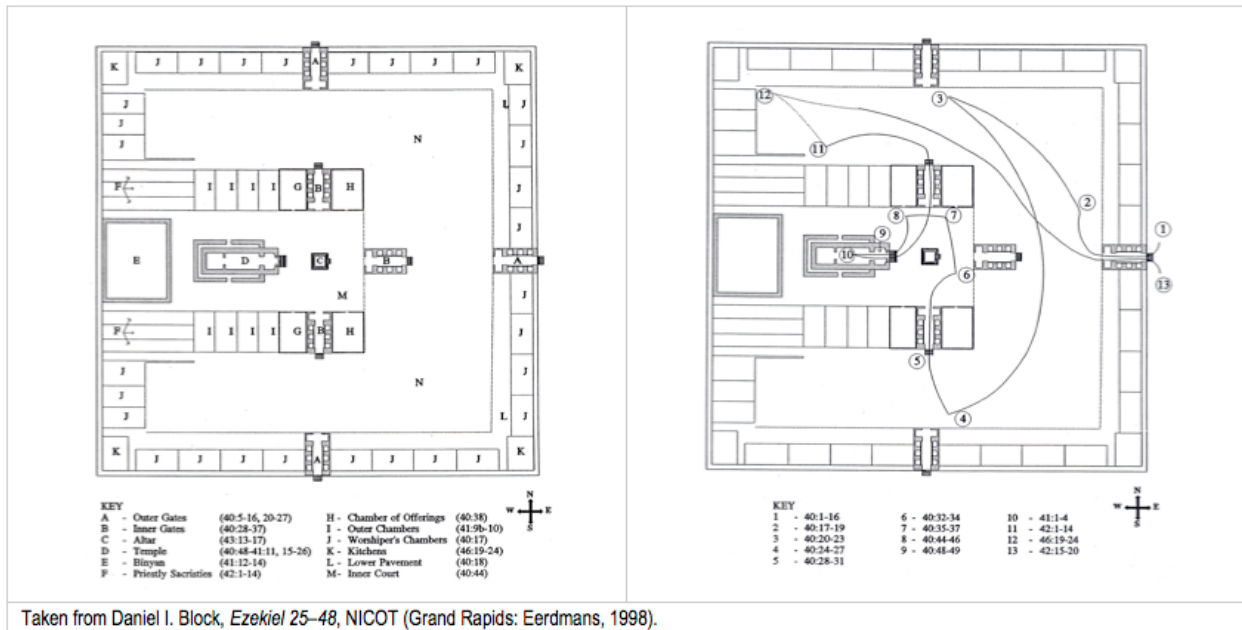 K J J J J A J J J J K
J L J
J
J N
F I I I I G B H J
J
E D C B A
J
M
F I I I I G B H J
J J
N
J
J L J
K J J J J A J J J J K
N
W E
S
KEY
A - Outer Gates (40:5-16, 20-27)
B - Inner Gates (40:28-37)
C - Altar (43:13-17)
D - Temple (40:48-41:11, 15-26)
E - Binyan (41:12-14)
F - Priestly Sacristies (42:1-14)
H - Chamber of Offerings (40:38)
I - Outer Chambers (41:9b-10)
J - Worshiper's Chambers (40:17)
K - Kitchens (46:19-24)
L - Lower Pavement (40:18)
M - Inner Court (40:44)
12
3
11
2
8
7
1
9
10
6
13
5
4
N
W E
S
KEY
1 - 40:1-16
2 - 40:17-19
3 - 40:20-23
4 - 40:24-27
5 - 40:28-31
6 - 40:32-34
7 - 40:35-37
8 - 40:44-46
9 - 40:48-49
10 - 41:1-4
11 - 42:1-14
12 - 46:19-24
13 - 42:15-20
Taken from Daniel I. Block, Ezekiel 25–48, NICOT (Grand Rapids: Eerdmans, 1998).